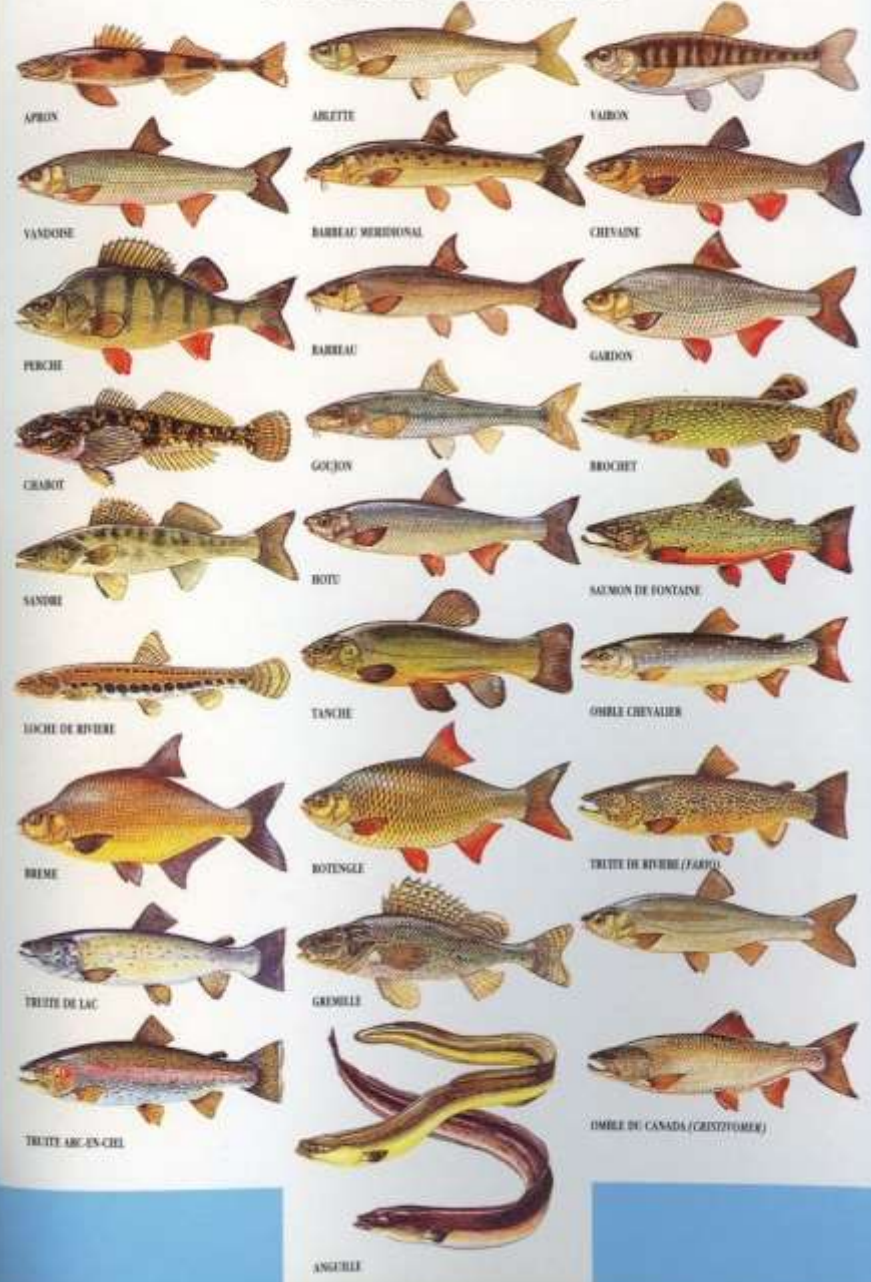 APRON
ABLETTE
VAIRON
VANDOISE
BARBEAU MERIDIONAL
CHEVAINE
PERCHE
BARBEAU
GARDON
CHABOT
GOUJON
BROCHET
SANDRE
HOTU
SAUMON DE FONTAINE
LOCHE DE RIVIERE
TANCHE
OMBLE CHEVALIER
BREME
ROTENGLE
TRUITE DE RIVIERE (FARIO)
TRUITE DE LAC
GREMILLE
TRUITE ARC-EN-CIEL
OMBLE DU CANADA (CRISTIVOMER)
ANGUILLE